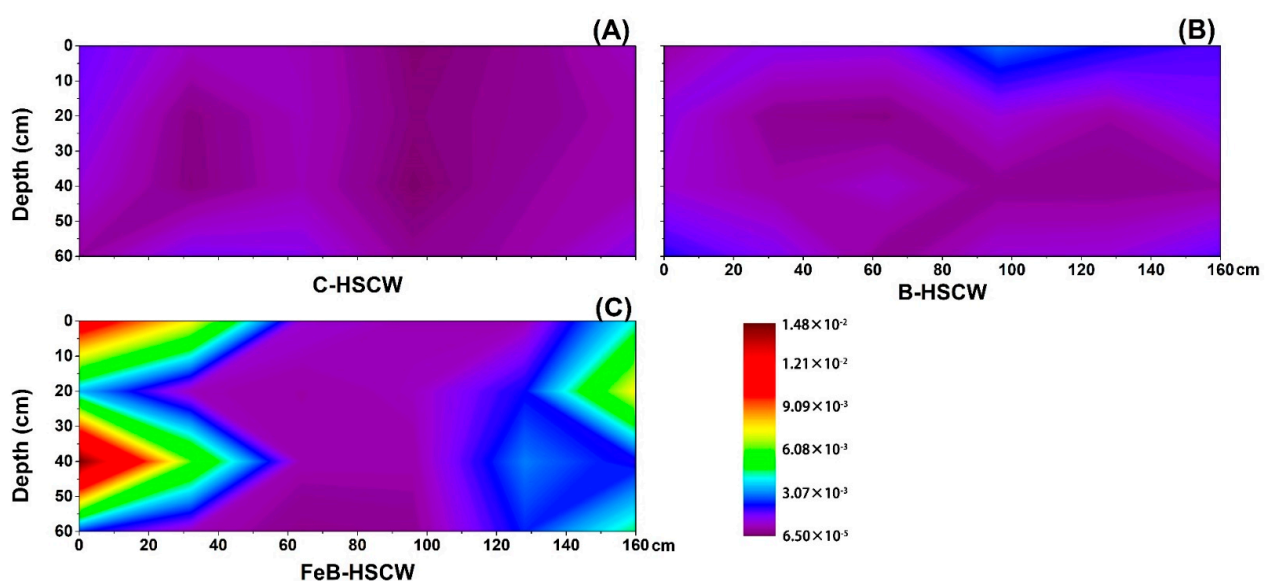 (A)
(B)
0
10
20
30
40
50
60
Depth (cm)
C-HSCW
0 20 40 60 80 100 120 140 160 cm
B-HSCW
(C)
0
10
20
30
40
50
60
Depth (cm)
0 20 40 60 80 100 120 140 160 cm
FeB-HSCW
1.48×10⁻²
1.21×10⁻²
9.09×10⁻³
6.08×10⁻³
3.07×10⁻³
6.50×10⁻⁵